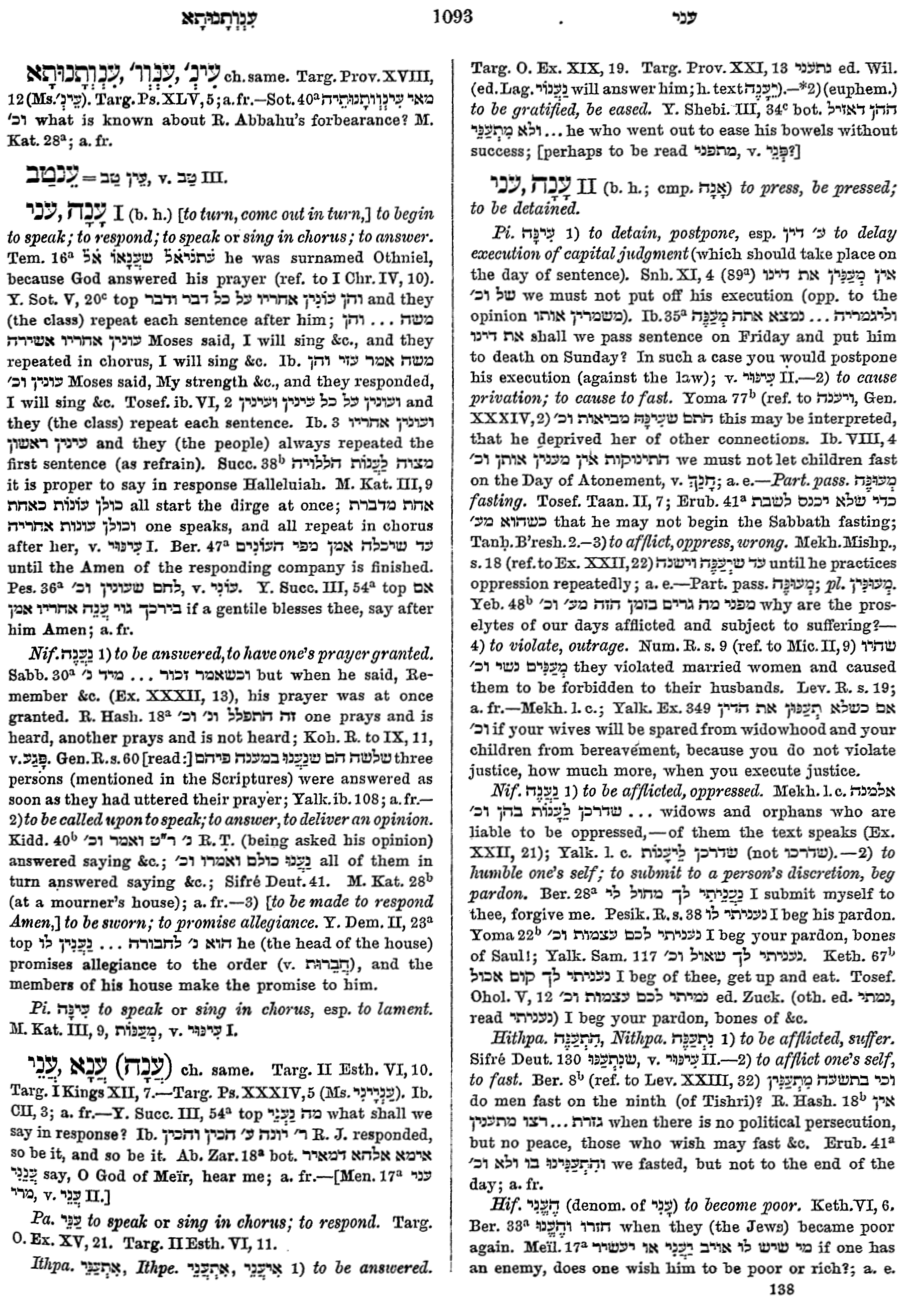 ענוותנותא 1093 עני
עִינְ', עִנְּוְו', עִנְוְתָנוּתָא ch. same. Targ. Prov. XVIII,
12 (Ms. עֲיִנְ'). Targ. Ps. XLV, 5; a. fr.—Sot. 40ª מאי עִינְוְותָנוּתֵיהּ
וכ' what is known about R. Abbahu's forbearance? M.
Kat. 28ª; a. fr.
עֵנְטַב = עֵין טַב, v. טַב III.
עָנָה, עני I (b. h.) [to turn, come out in turn,] to begin
to speak; to respond; to speak or sing in chorus; to answer.
Tem. 16ª עתניאל שענאו אל he was surnamed Othniel,
because God answered his prayer (ref. to I Chr. IV, 10).
Y. Sot. V, 20ᶜ top והן עוֹנִין אחריו על כל דבר ודבר and they
(the class) repeat each sentence after him; משה ... והן
עונין אחריו אשירה Moses said, I will sing &c., and they
repeated in chorus, I will sing &c. Ib. משה אמר עזי והן
עונין וכ' Moses said, My strength &c., and they responded,
I will sing &c. Tosef. ib. VI, 2 ועונין על כל עינין ועינין and
they (the class) repeat each sentence. Ib. 3 ועונין אחריו
עינין ראשון and they (the people) always repeated the
first sentence (as refrain). Succ. 38ᵇ מצוה לַעֲנוֹת הללויה
it is proper to say in response Halleluiah. M. Kat. III, 9
כולן עונות כאחת all start the dirge at once; אחת מדברת
וכולן עונות אחריה one speaks, and all repeat in chorus
after her, v. עִינּוּי I. Ber. 47ª עד שיכלה אמן מפי העונים
until the Amen of the responding company is finished.
Pes. 36ª לחם שעונין וכ', v. עוֹנִי. Y. Succ. III, 54ª top אם
בירכך גוי עֲנֵה אחריו אמן if a gentile blesses thee, say after
him Amen; a. fr.
Nif. נַעֲנֶה 1) to be answered, to have one's prayer granted.
Sabb. 30ª וכשאמר זכור ... מיד נ' but when he said, Re-
member &c. (Ex. XXXII, 13), his prayer was at once
granted. R. Hash. 18ª זה התפלל ונ' וכ' one prays and is
heard, another prays and is not heard; Koh. R. to IX, 11,
v. פָּגַע. Gen. R. s. 60 [read:] שלשה הם שנענו במענה פיהם three
persons (mentioned in the Scriptures) were answered as
soon as they had uttered their prayer; Yalk. ib. 108; a. fr.—
2) to be called upon to speak; to answer, to deliver an opinion.
Kidd. 40ᵇ נ' ר"ט ואמר וכ' R. T. (being asked his opinion)
answered saying &c.; נַעֲנוּ כולם ואמרו וכ' all of them in
turn answered saying &c.; Sifré Deut. 41. M. Kat. 28ᵇ
(at a mourner's house); a. fr.—3) [to be made to respond
Amen,] to be sworn; to promise allegiance. Y. Dem. II, 23ª
top הוא נ' לחבורה ... נַעֲנִין לו he (the head of the house)
promises allegiance to the order (v. חֲבֵרוּת), and the
members of his house make the promise to him.
Pi. עִינָּה to speak or sing in chorus, esp. to lament.
M. Kat. III, 9, מְעַנּוֹת, v. עִינּוּי I.
עֲנָא, עֲנֵי (עֲנָה) ch. same. Targ. II Esth. VI, 10.
Targ. I Kings XII, 7.—Targ. Ps. XXXIV, 5 (Ms. עֲנֵירַנִי). Ib.
CII, 3; a. fr.—Y. Succ. III, 54ª top מה נַעֲנֵי what shall we
say in response? Ib. ר' יונה ע' הכין והכין R. J. responded,
so be it, and so be it. Ab. Zar. 18ª bot. אימא אלהא דמאיר
עֲנֵנִי say, O God of Meïr, hear me; a. fr.—[Men. 17ª עני
מרי, v. עָנֵי II.]
Pa. עַנֵּי to speak or sing in chorus; to respond. Targ.
O. Ex. XV, 21. Targ. II Esth. VI, 11.
Ithpa. אִתְעַנֵּי, Ithpe. אִתְעֲנֵי, אִיעֲנֵי 1) to be answered.
Targ. O. Ex. XIX, 19. Targ. Prov. XXI, 13 נתעני ed. Wil.
(ed. Lag. יענוי will answer him; h. text יַעֲנֶה).—*2) (euphem.)
to be gratified, be eased. Y. Shebi. III, 34ᶜ bot. ההן דאזיל
... ולא מִתְעֲנֵי he who went out to ease his bowels without
success; [perhaps to be read מתפני, v. פְּנֵי?]
עָנָה, עני II (b. h.; cmp. אָנָה) to press, be pressed;
to be detained.
Pi. עִינָּה 1) to detain, postpone, esp. ע' דין to delay
execution of capital judgment (which should take place on
the day of sentence). Snh. XI, 4 (89ª) אין מְעַנִּין את דינו
של וכ' we must not put off his execution (opp. to the
opinion משמרין אותו). Ib. 35ª ולינמריה ... נמצא אתה מְעַנֶּה
את דינו shall we pass sentence on Friday and put him
to death on Sunday? In such a case you would postpone
his execution (against the law); v. עִינּוּי II.—2) to cause
privation; to cause to fast. Yoma 77ᵇ (ref. to ויענה, Gen.
XXXIV, 2) התם שעִינָּהּ מביאות וכ' this may be interpreted,
that he deprived her of other connections. Ib. VIII, 4
התינוקות אין מענין אותן וכ' we must not let children fast
on the Day of Atonement, v. חָנַךְ; a. e.—Part. pass. מְעוּנֶּה
fasting. Tosef. Taan. II, 7; Erub. 41ª כדי שלא יכנס לשבת
כשהוא מע' that he may not begin the Sabbath fasting;
Tanḥ. B'resh. 2.—3) to afflict, oppress, wrong. Mekh. Mishp.,
s. 18 (ref. to Ex. XXII, 22) עד שיְעַנֶּה וישנה until he practices
oppression repeatedly; a. e.—Part. pass. מְעוּנֶּה; pl. מְעוּנִּין.
Yeb. 48ᵇ מפני מה גרים בזמן הזה מע' וכ' why are the pros-
elytes of our days afflicted and subject to suffering?—
4) to violate, outrage. Num. R. s. 9 (ref. to Mic. II, 9) שהיו
מְעַנִּים נשי וכ' they violated married women and caused
them to be forbidden to their husbands. Lev. R. s. 19;
a. fr.—Mekh. l. c.; Yalk. Ex. 349 אם כשלא תְעַנּוּן את הדין
וכ' if your wives will be spared from widowhood and your
children from bereavement, because you do not violate
justice, how much more, when you execute justice.
Nif. נַעֲנֶה 1) to be afflicted, oppressed. Mekh. l. c. אלמנה
... שדרכן לֵעָנוֹת בהן וכ' widows and orphans who are
liable to be oppressed,—of them the text speaks (Ex.
XXII, 21); Yalk. l. c. שדרכן לֵיעָנוֹת (not שדרכו).—2) to
humble one's self; to submit to a person's discretion, beg
pardon. Ber. 28ª נַעֲנֵיתִי לך מחול לי I submit myself to
thee, forgive me. Pesik. R. s. 38 נעניתי לו I beg his pardon.
Yoma 22ᵇ נעניתי לכם עצמות וכ' I beg your pardon, bones
of Saul!; Yalk. Sam. 117 נעניתי לך שאול וכ'. Keth. 67ᵇ
נעניתי לך קום אכול I beg of thee, get up and eat. Tosef.
Ohol. V, 12 נמיתי לכם עצמות וכ' ed. Zuck. (oth. ed. נמתי,
read נעניתי) I beg your pardon, bones of &c.
Hithpa. הִתְעַנֶּה, Nithpa. נִתְעַנֶּה 1) to be afflicted, suffer.
Sifré Deut. 130 שנִתְעַנּוּ, v. עִינּוּי II.—2) to afflict one's self,
to fast. Ber. 8ᵇ (ref. to Lev. XXIII, 32) וכי בתשעה מִתְעַנִּין
do men fast on the ninth (of Tishri)? R. Hash. 18ᵇ אין
גזרת ... רצו מתענין when there is no political persecution,
but no peace, those who wish may fast &c. Erub. 41ª
והִתְעַנִּינוּ בו ולא וכ' we fasted, but not to the end of the
day; a. fr.
Hif. הֶעֱנִי (denom. of עָנִי) to become poor. Keth. VI, 6.
Ber. 33ª חזרו והֶעֱנוּ when they (the Jews) became poor
again. Meïl. 17ª מי שיש לו אויב יַעֲנִי או יעשיר if one has
an enemy, does one wish him to be poor or rich?; a. e.
138